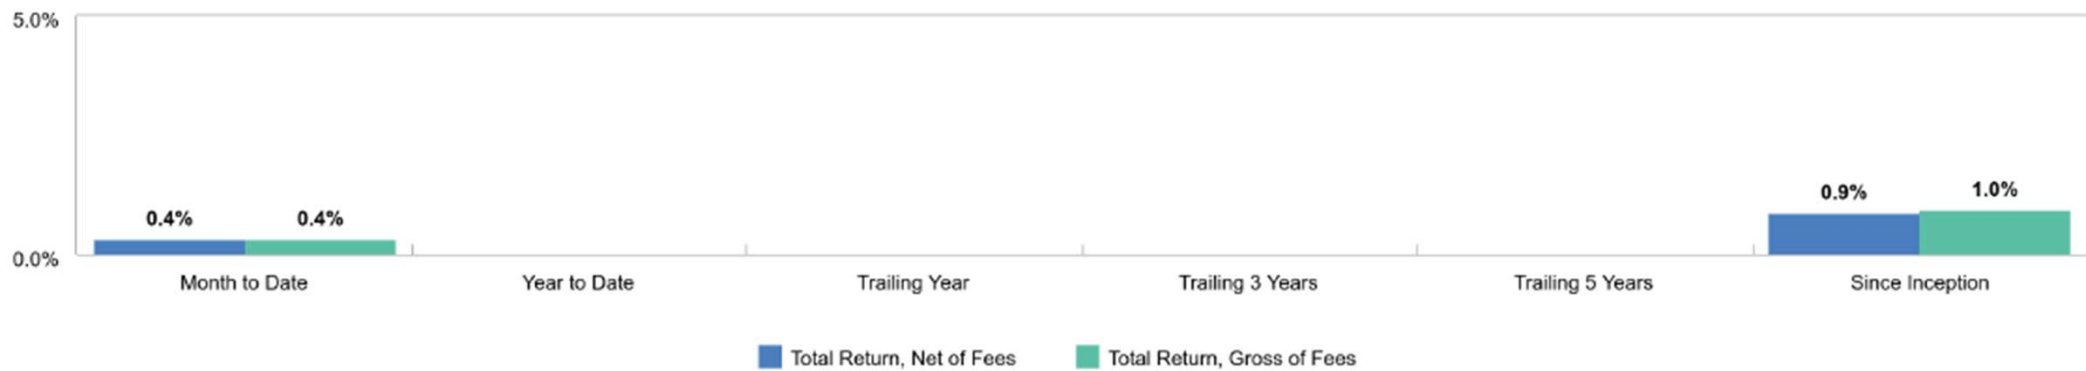 5.0%
0.9% 1.0%
0.4% 0.4%
0.0%
Month to Date Year to Date Trailing Year Trailing 3 Years Trailing 5 Years Since Inception
Total Return, Net of Fees Total Return, Gross of Fees